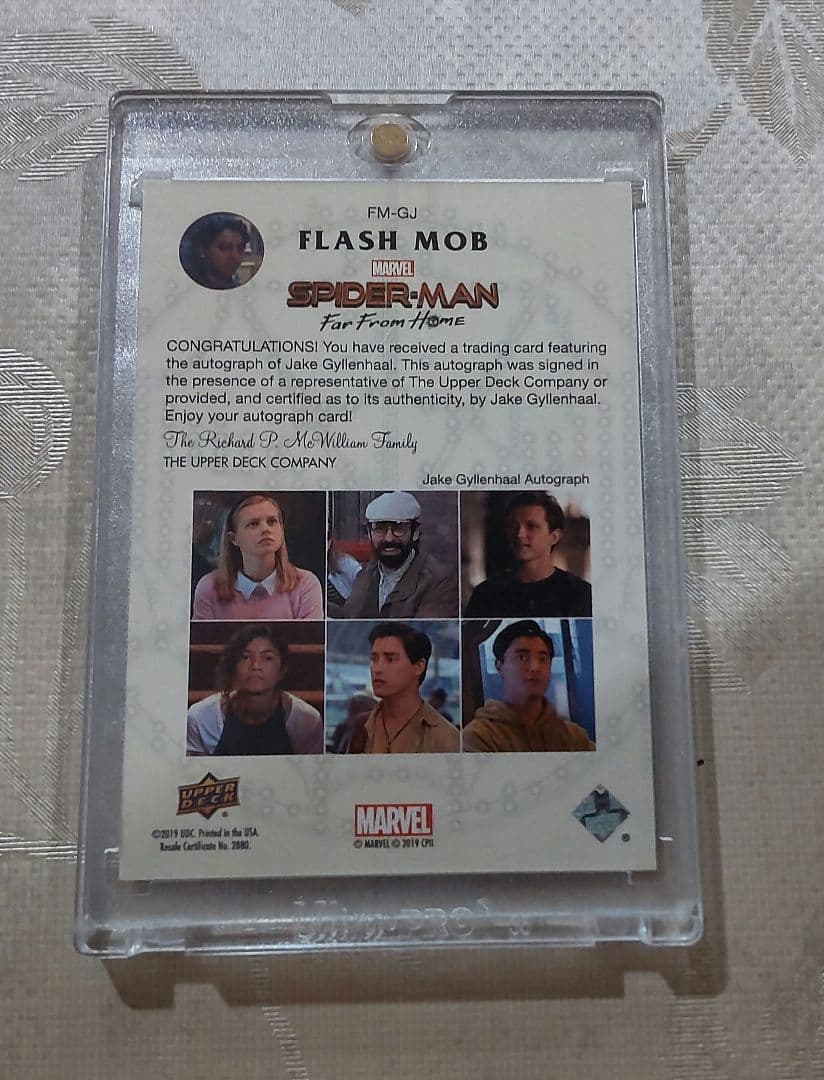 FM-GJ
FLASH MOB
MARVEL
SPIDER-MAN
Far From HOME
CONGRATULATIONS! You have received a trading card featuring
the autograph of Jake Gyllenhaal. This autograph was signed in
the presence of a representative of The Upper Deck Company or
provided, and certified as to its authenticity, by Jake Gyllenhaal.
Enjoy your autograph card!
The Richard P. McWilliam Family
THE UPPER DECK COMPANY
Jake Gyllenhaal Autograph
UPPER
DECK
©2019 UDC. Printed in the USA.
Resale Certificate No. 2880.
MARVEL
© MARVEL © 2019 CPII
Ultra PRO